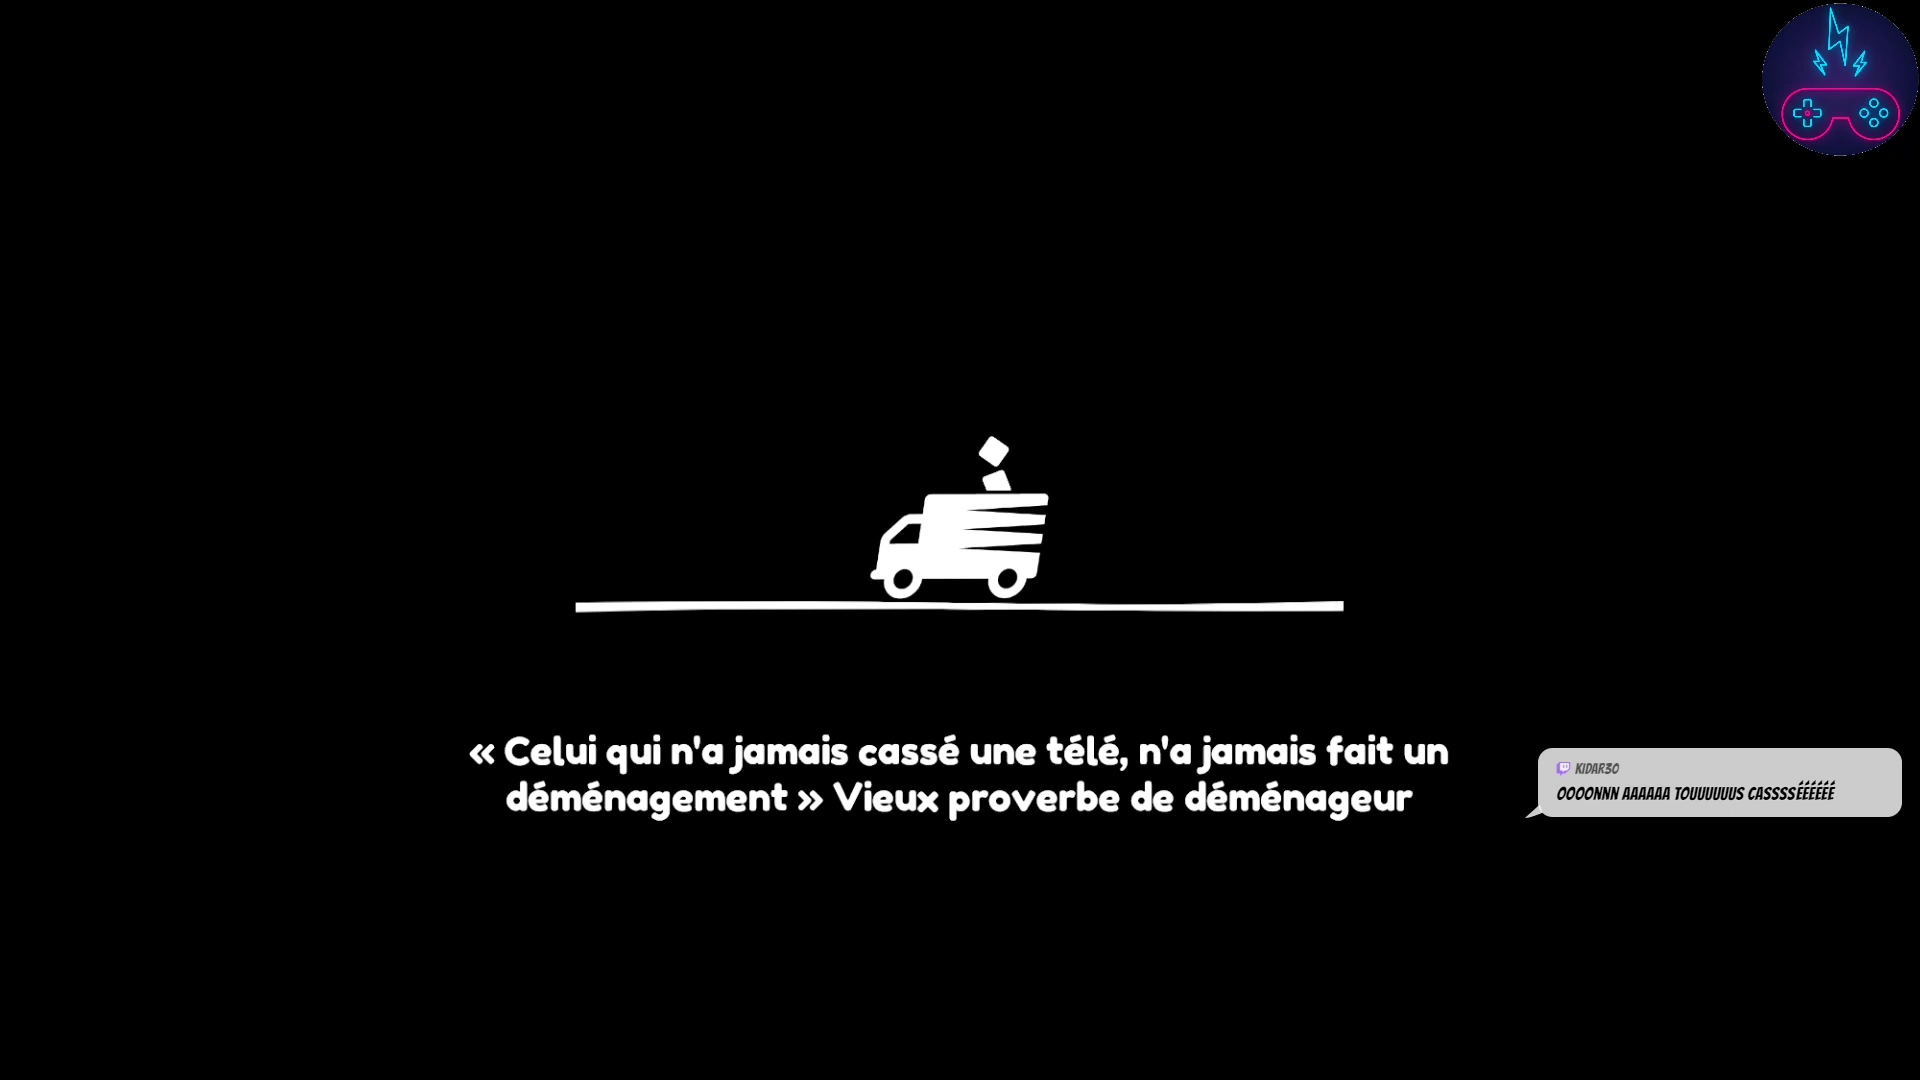 « Celui qui n'a jamais cassé une télé, n'a jamais fait un
déménagement » Vieux proverbe de déménageur
KIDAR30
OOOONNN AAAAAA TOUUUUUUS CASSSSÉÉÉÉÉÉ